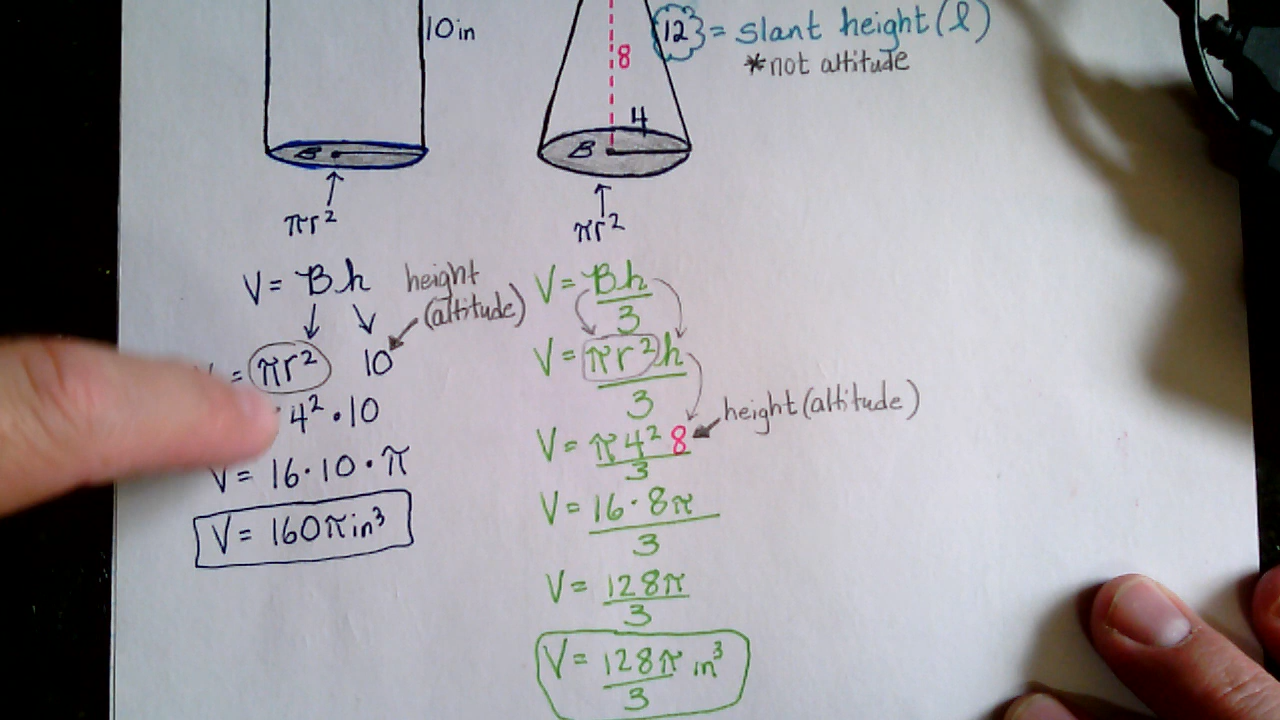 10in
8
12 = slant height (l)
*not altitude
4
B
B
πr²
πr²
V = Bh
height
(altitude)
= πr² 10
· 4² · 10
V = 16 · 10 · π
V = 160π in³
V = Bh
3
V = πr²h
3
V = π4² 8
3
height (altitude)
V = 16 · 8π
3
V = 128π
3
V = 128π in³
3